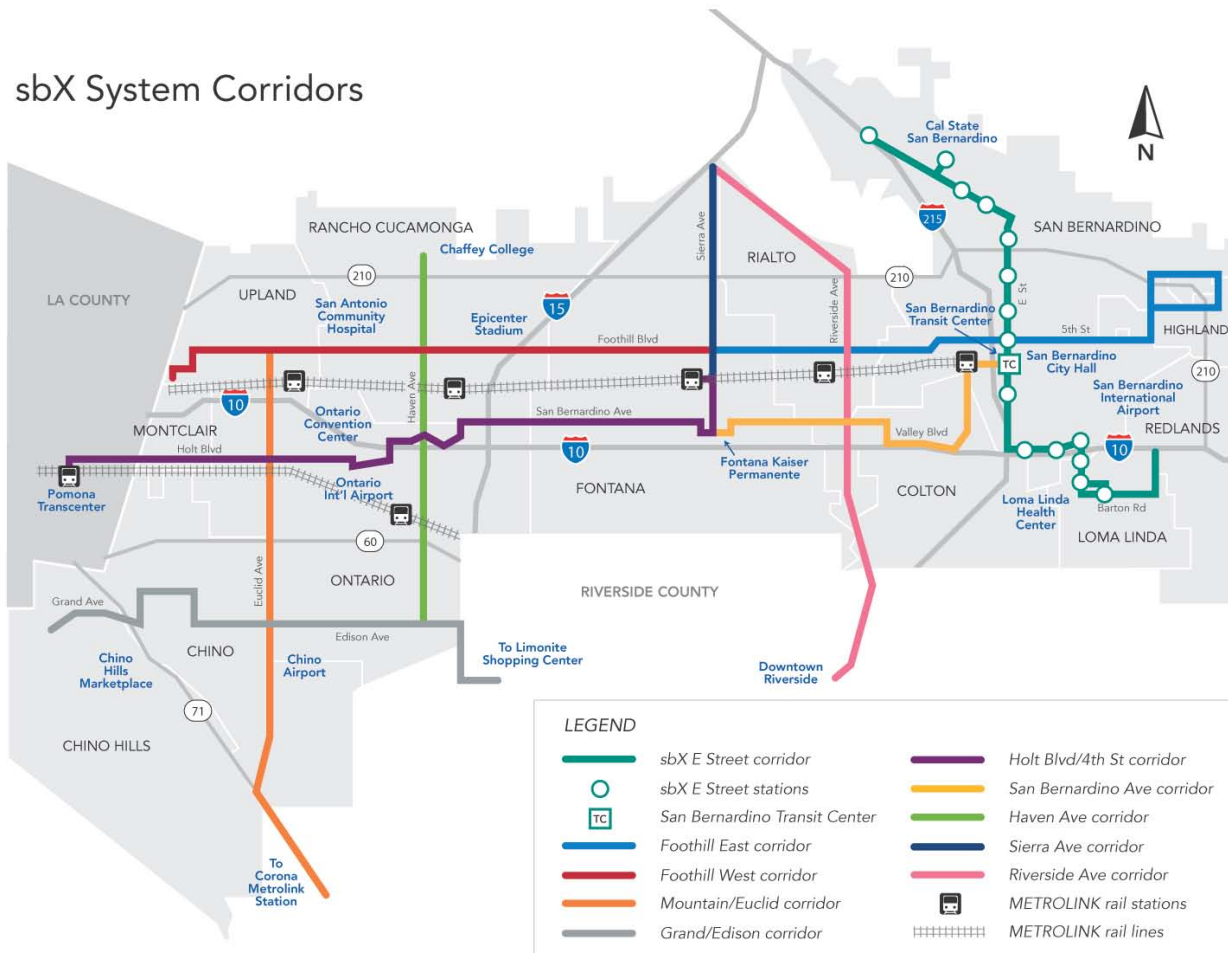 sbX System Corridors
N
Cal State
San Bernardino
215
SAN BERNARDINO
RANCHO CUCAMONGA
Chaffey College
Sierra Ave
RIALTO
210
210
LA COUNTY
UPLAND
San Antonio
Community
Hospital
15
Epicenter
Stadium
Riverside Ave
E St
San Bernardino
Transit Center
5th St
HIGHLAND
Foothill Blvd
TC
San Bernardino
City Hall
210
10
Haven Ave
San Bernardino
International
Airport
MONTCLAIR
Ontario
Convention
Center
San Bernardino Ave
Valley Blvd
REDLANDS
Holt Blvd
10
10
Fontana Kaiser
Permanente
Pomona
Transcenter
Ontario
Int'l Airport
FONTANA
COLTON
Loma Linda
Health
Center
Barton Rd
LOMA LINDA
60
Euclid Ave
ONTARIO
RIVERSIDE COUNTY
Grand Ave
Edison Ave
CHINO
To Limonite
Shopping Center
Chino
Hills
Marketplace
Chino
Airport
Downtown
Riverside
71
CHINO HILLS
To
Corona
Metrolink
Station
LEGEND
sbX E Street corridor
sbX E Street stations
TC
San Bernardino Transit Center
Foothill East corridor
Foothill West corridor
Mountain/Euclid corridor
Grand/Edison corridor
Holt Blvd/4th St corridor
San Bernardino Ave corridor
Haven Ave corridor
Sierra Ave corridor
Riverside Ave corridor
METROLINK rail stations
METROLINK rail lines